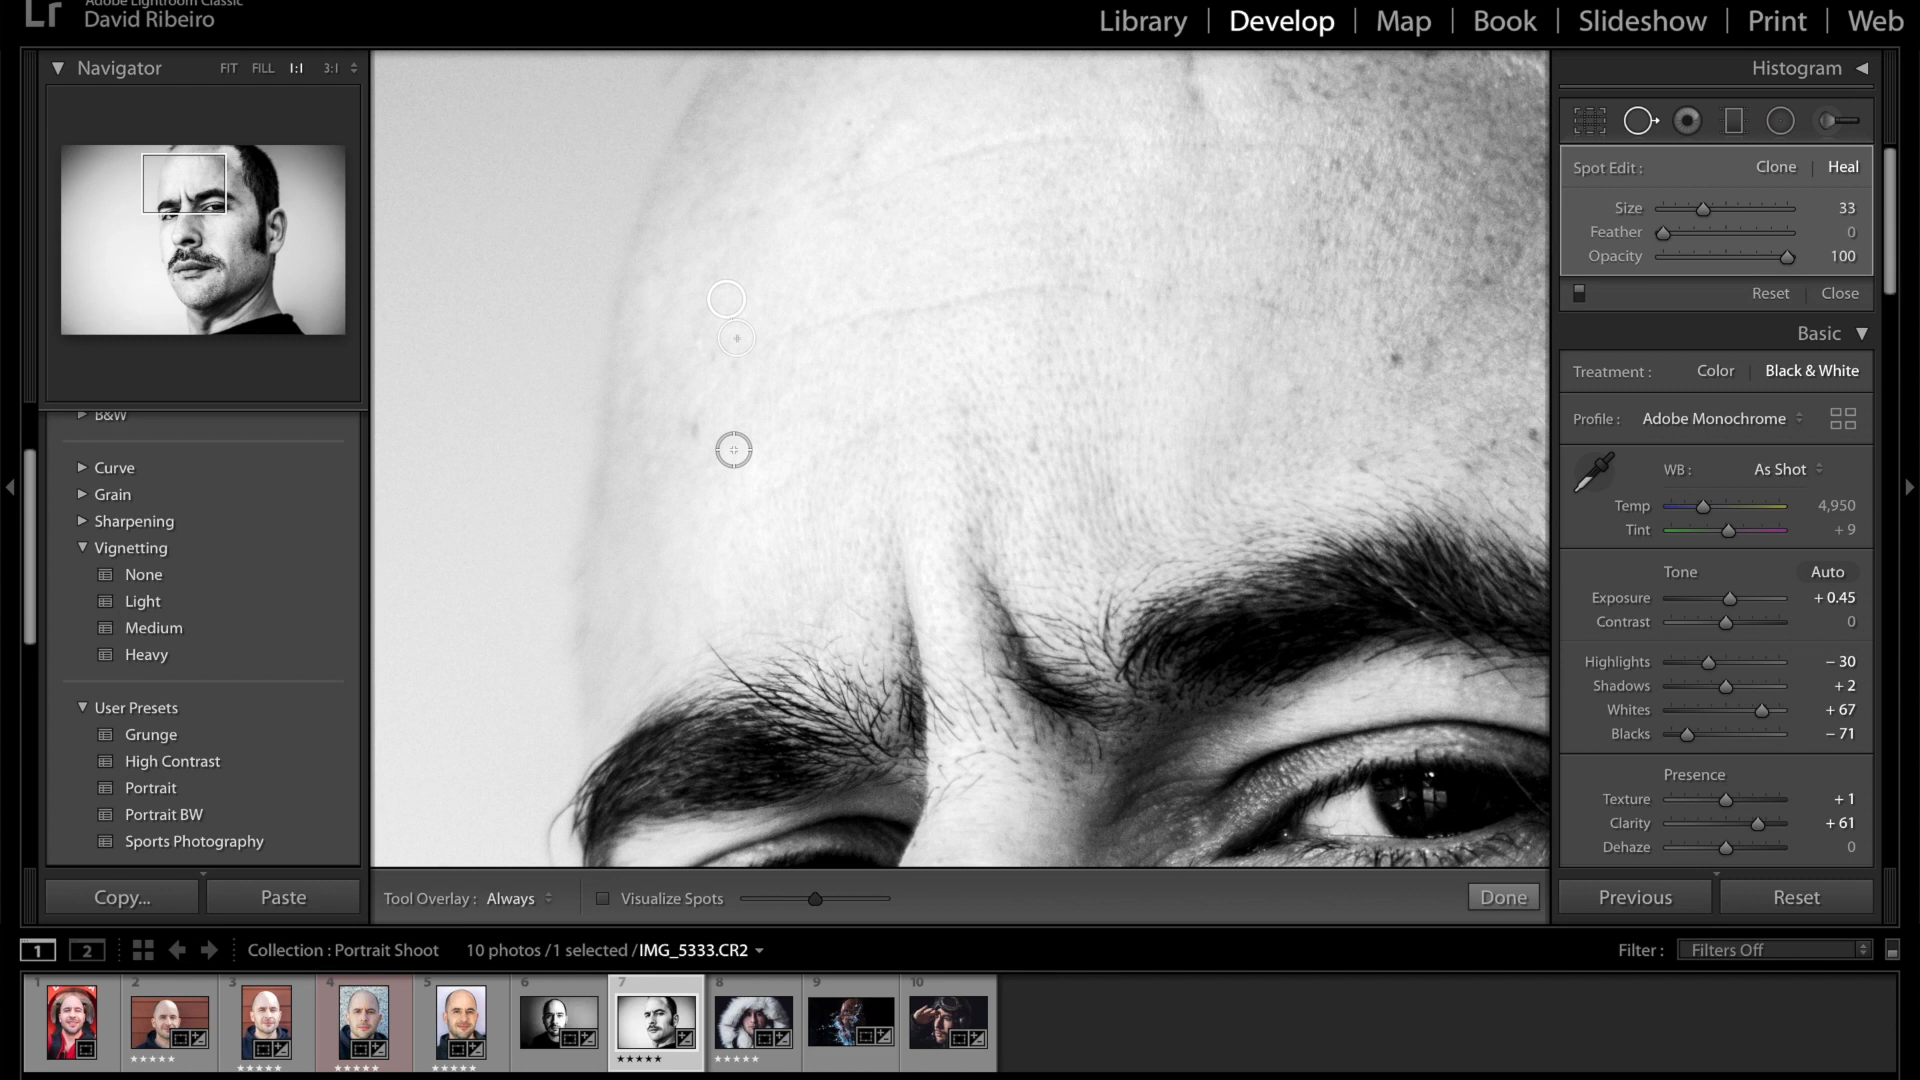 Lr
Adobe Lightroom Classic
David Ribeiro
Library | Develop | Map | Book | Slideshow | Print | Web
Navigator FIT FILL 1:1 3:1
Histogram
Spot Edit : Clone | Heal
Size 33
Feather 0
Opacity 100
Reset | Close
Basic
Treatment : Color | Black & White
Profile : Adobe Monochrome
WB : As Shot
Temp 4,950
Tint + 9
Tone Auto
Exposure + 0.45
Contrast 0
Highlights – 30
Shadows + 2
Whites + 67
Blacks – 71
Presence
Texture + 1
Clarity + 61
Dehaze 0
B&W
Curve
Grain
Sharpening
Vignetting
None
Light
Medium
Heavy
User Presets
Grunge
High Contrast
Portrait
Portrait BW
Sports Photography
Copy... Paste
Tool Overlay : Always Visualize Spots Done
Previous Reset
1 2 Collection : Portrait Shoot 10 photos / 1 selected / IMG_5333.CR2 Filter : Filters Off
1 2 3 4 5 6 7 8 9 10